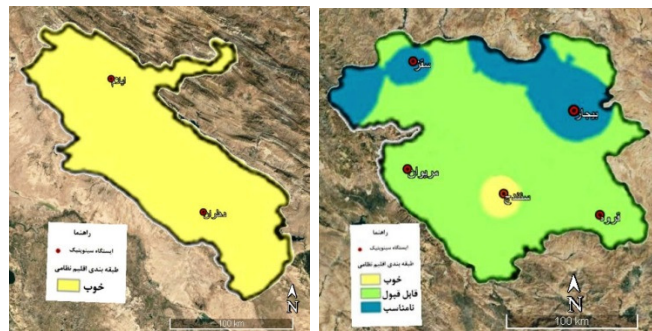 ایلام
دهلران
راهنما
ایستگاه سینوپتیک
طبقه بندی اقلیم نظامی
خوب
100 km
N
سقز
بیجار
مریوان
سنندج
قروه
راهنما
ایستگاه سینوپتیک
طبقه بندی اقلیم نظامی
خوب
قابل قبول
نامناسب
100 km
N